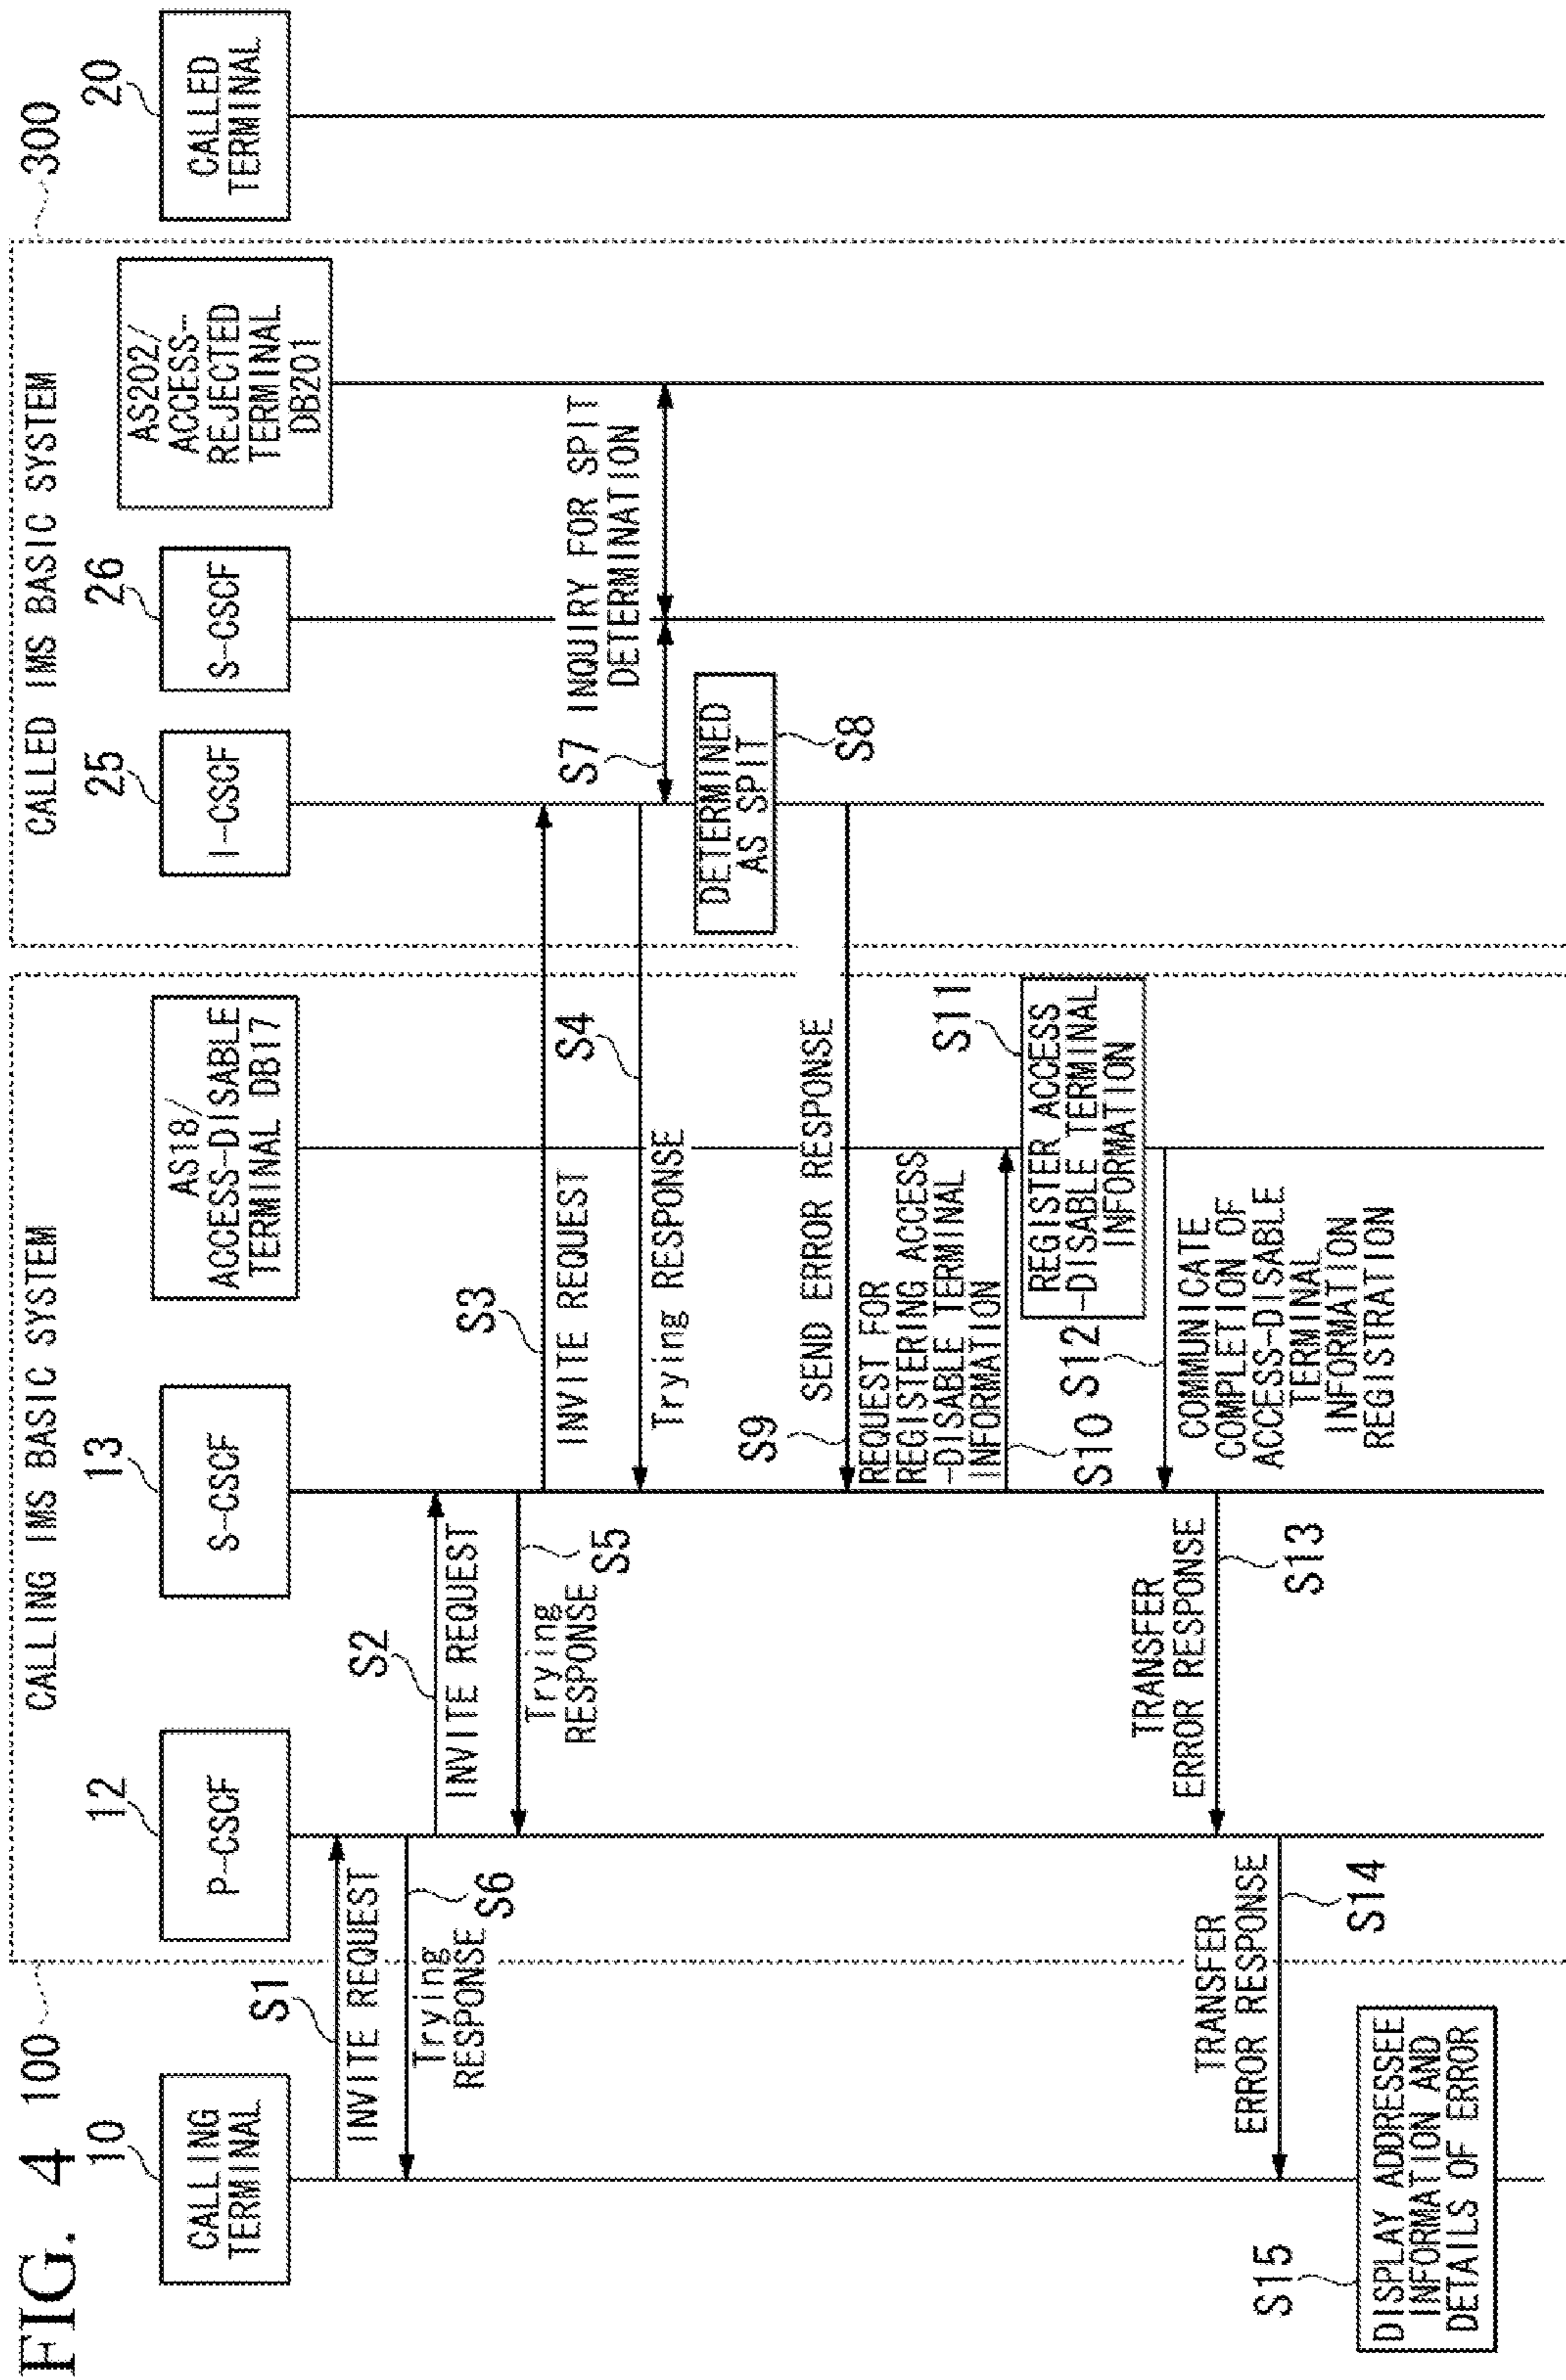 FIG. 4
100
CALLING IMS BASIC SYSTEM
CALLED IMS BASIC SYSTEM
300
10
CALLING
TERMINAL
12
P-CSCF
13
S-CSCF
AS18/
ACCESS-DISABLE
TERMINAL DB17
25
I-CSCF
26
S-CSCF
AS202/
ACCESS-
REJECTED
TERMINAL
DB201
20
CALLED
TERMINAL
S1
INVITE REQUEST
S6
Trying
RESPONSE
S2
INVITE REQUEST
S5
Trying
RESPONSE
S3
INVITE REQUEST
S4
Trying RESPONSE
S7
INQUIRY FOR SPIT
DETERMINATION
DETERMINED
AS SPIT
S8
SEND ERROR RESPONSE
S9
REQUEST FOR
REGISTERING ACCESS
-DISABLE TERMINAL
INFORMATION
S10
S11
REGISTER ACCESS
-DISABLE TERMINAL
INFORMATION
S12
COMMUNICATE
COMPLETION OF
ACCESS-DISABLE
TERMINAL
INFORMATION
REGISTRATION
TRANSFER
ERROR RESPONSE
S13
TRANSFER
ERROR RESPONSE
S14
S15
DISPLAY ADDRESSEE
INFORMATION AND
DETAILS OF ERROR